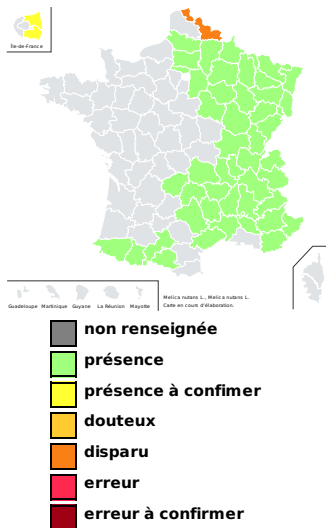 Île-de-France
Guadeloupe Martinique Guyane La Réunion Mayotte
Melica nutans L., Melica nutans L.
Carte en cours d'élaboration.
non renseignée
présence
présence à confimer
douteux
disparu
erreur
erreur à confirmer